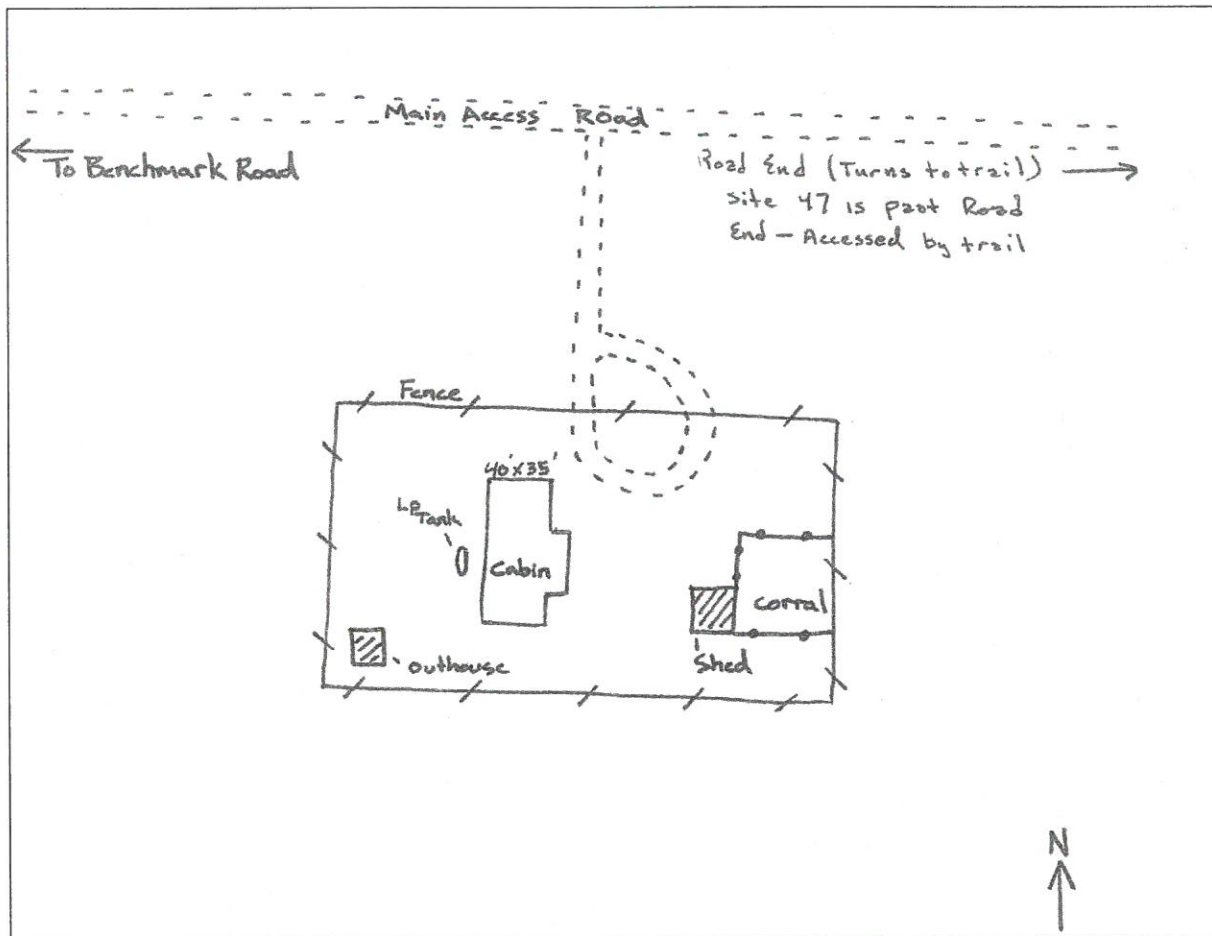 Main Access Road
To Benchmark Road
Road End (Turns to trail)
site 47 is past Road
End - Accessed by trail
Fence
40'x35'
LP Tank
Cabin
corral
outhouse
Shed
N